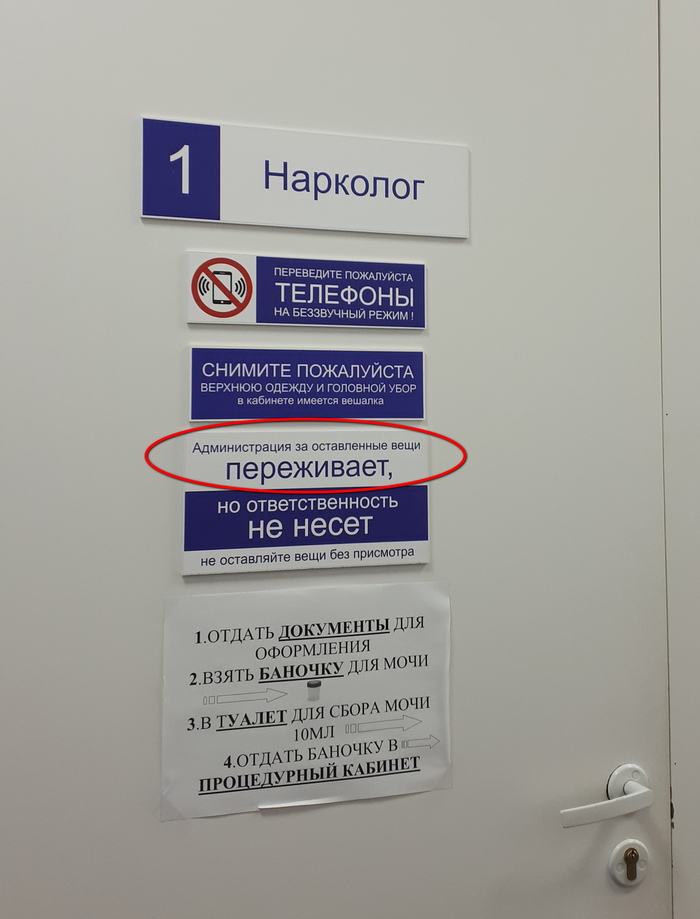 1
Нарколог
ПЕРЕВЕДИТЕ ПОЖАЛУЙСТА
ТЕЛЕФОНЫ
НА БЕЗЗВУЧНЫЙ РЕЖИМ !
СНИМИТЕ ПОЖАЛУЙСТА
ВЕРХНЮЮ ОДЕЖДУ И ГОЛОВНОЙ УБОР
в кабинете имеется вешалка
Администрация за оставленные вещи
переживает,
но ответственность
не несет
не оставляйте вещи без присмотра
1.ОТДАТЬ ДОКУМЕНТЫ ДЛЯ
ОФОРМЛЕНИЯ
2.ВЗЯТЬ БАНОЧКУ ДЛЯ МОЧИ
3.В ТУАЛЕТ ДЛЯ СБОРА МОЧИ
10МЛ
4.ОТДАТЬ БАНОЧКУ В
ПРОЦЕДУРНЫЙ КАБИНЕТ